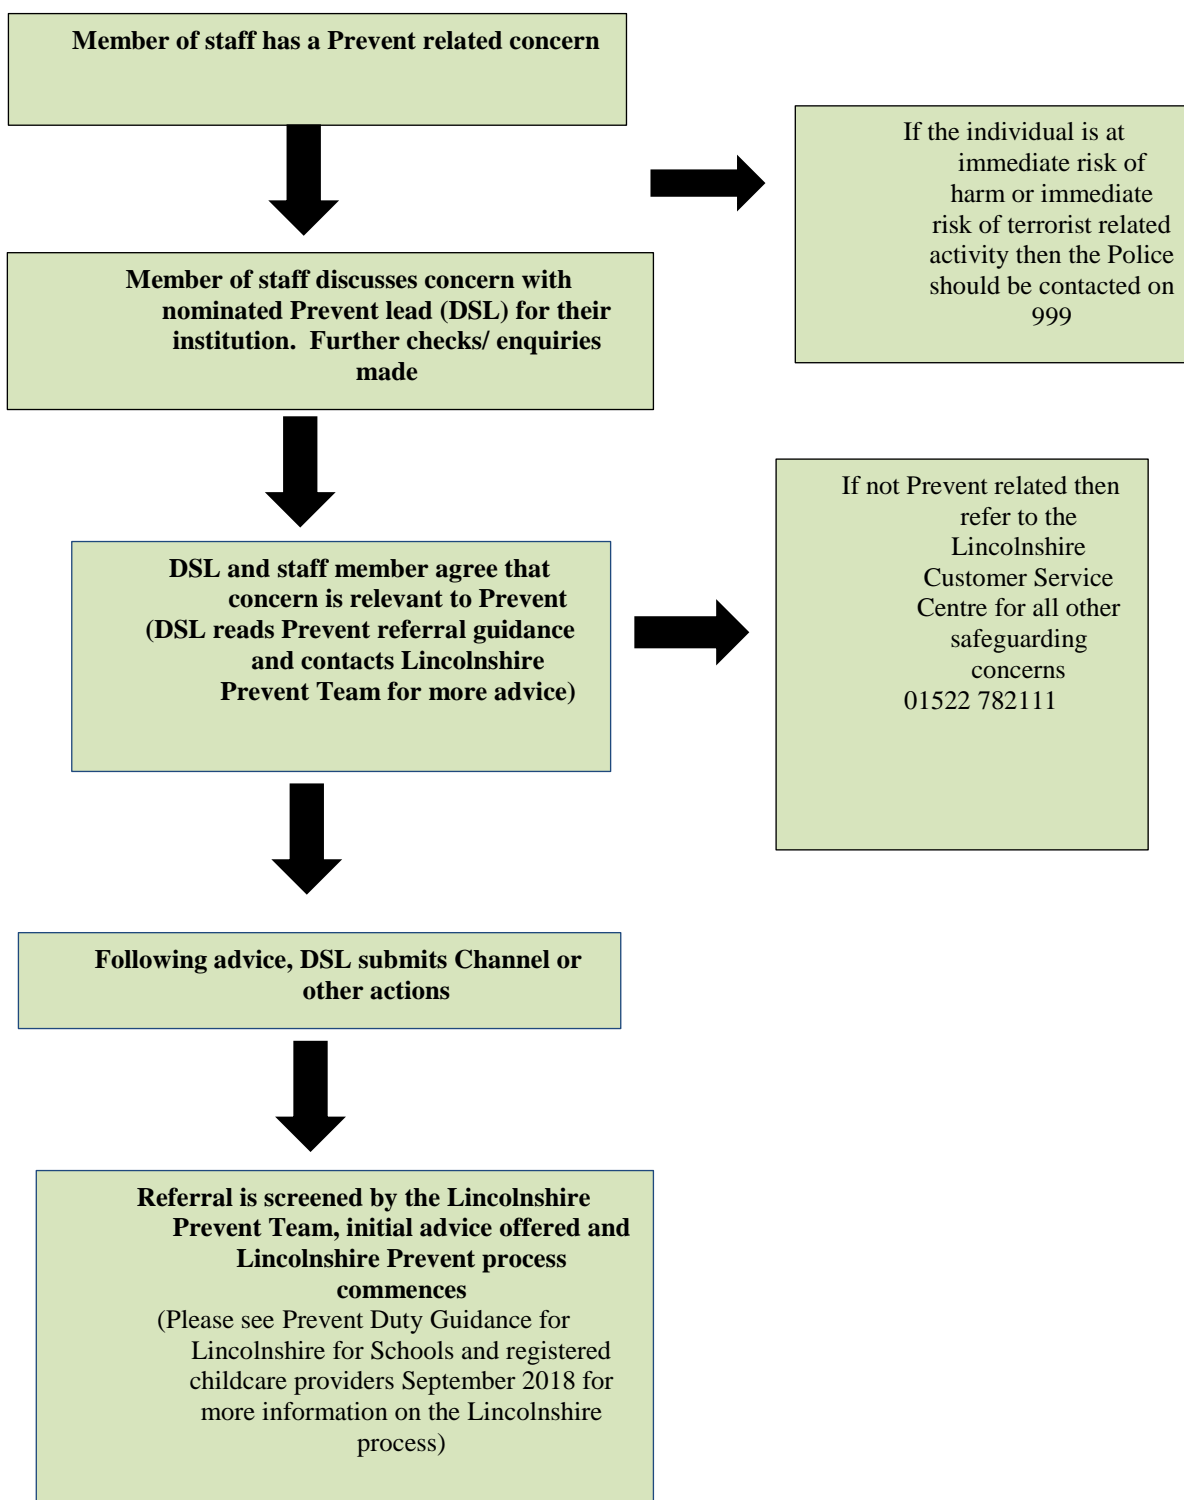 Member of staff has a Prevent related concern
If the individual is at
immediate risk of
harm or immediate
risk of terrorist related
activity then the Police
should be contacted on
999
Member of staff discusses concern with
nominated Prevent lead (DSL) for their
institution. Further checks/ enquiries
made
If not Prevent related then
refer to the
Lincolnshire
Customer Service
Centre for all other
safeguarding
concerns
01522 782111
DSL and staff member agree that
concern is relevant to Prevent
(DSL reads Prevent referral guidance
and contacts Lincolnshire
Prevent Team for more advice)
Following advice, DSL submits Channel or
other actions
Referral is screened by the Lincolnshire
Prevent Team, initial advice offered and
Lincolnshire Prevent process
commences
(Please see Prevent Duty Guidance for
Lincolnshire for Schools and registered
childcare providers September 2018 for
more information on the Lincolnshire
process)